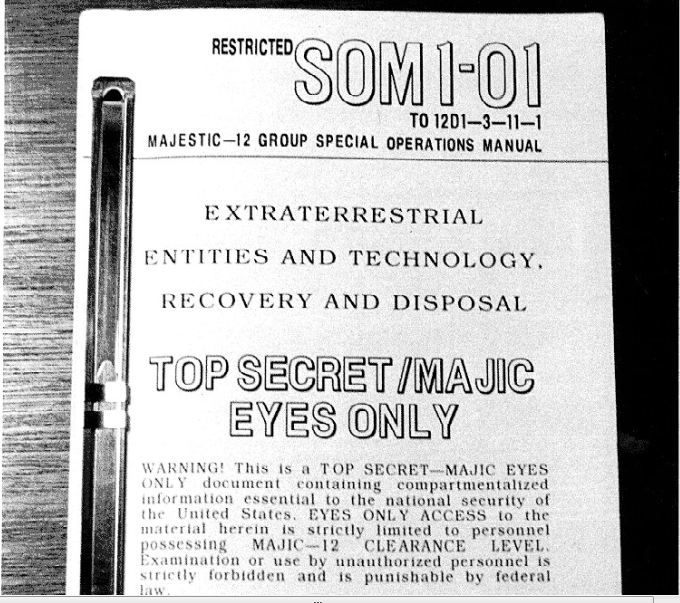 RESTRICTED SOM 1-01
TO 12D1—3—11—1
MAJESTIC—12 GROUP SPECIAL OPERATIONS MANUAL
EXTRATERRESTRIAL
ENTITIES AND TECHNOLOGY,
RECOVERY AND DISPOSAL
TOP SECRET/MAJIC
EYES ONLY
WARNING! This is a TOP SECRET—MAJIC EYES
ONLY document containing compartmentalized
information essential to the national security of
the United States. EYES ONLY ACCESS to the
material herein is strictly limited to personnel
possessing MAJIC—12 CLEARANCE LEVEL.
Examination or use by unauthorized personnel is
strictly forbidden and is punishable by federal
law.